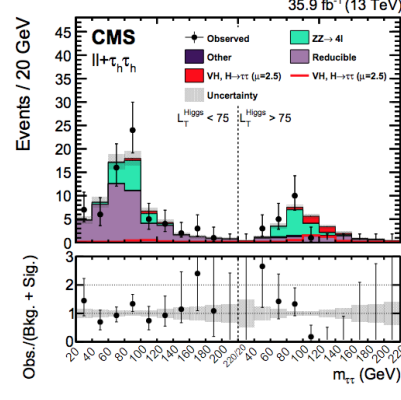 35.9 fb⁻¹ (13 TeV)
Events / 20 GeV
CMS
ll+τhτh
Observed
ZZ→ 4l
Other
Reducible
VH, H→ττ (μ=2.5)
VH, H→ττ (μ=2.5)
Uncertainty
L_T^Higgs < 75
L_T^Higgs > 75
45
40
35
30
25
20
15
10
5
0
Obs./(Bkg. + Sig.)
3
2
1
0
20 40 60 80 100 120 140 160 180 200 220/20 40 60 80 100 120 140 160 180 200 220
mττ (GeV)